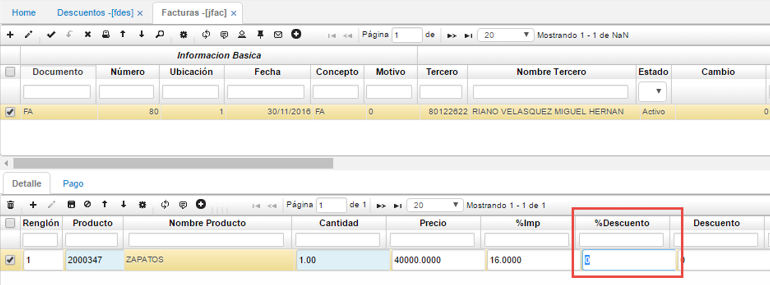 Home Descuentos -[fdes] × Facturas -[jfac] ×
Página 1 de 20 Mostrando 1 - 1 de NaN
Informacion Basica
Documento Número Ubicación Fecha Concepto Motivo Tercero Nombre Tercero Estado Cambio
FA 80 1 30/11/2016 FA 0 80122622 RIANO VELASQUEZ MIGUEL HERNAN Activo 0
Detalle Pago
Página 1 de 1 20 Mostrando 1 - 1 de 1
Renglón Producto Nombre Producto Cantidad Precio %Imp %Descuento Descuento
1 2000347 ZAPATOS 1.00 40000.0000 16.0000 0 0